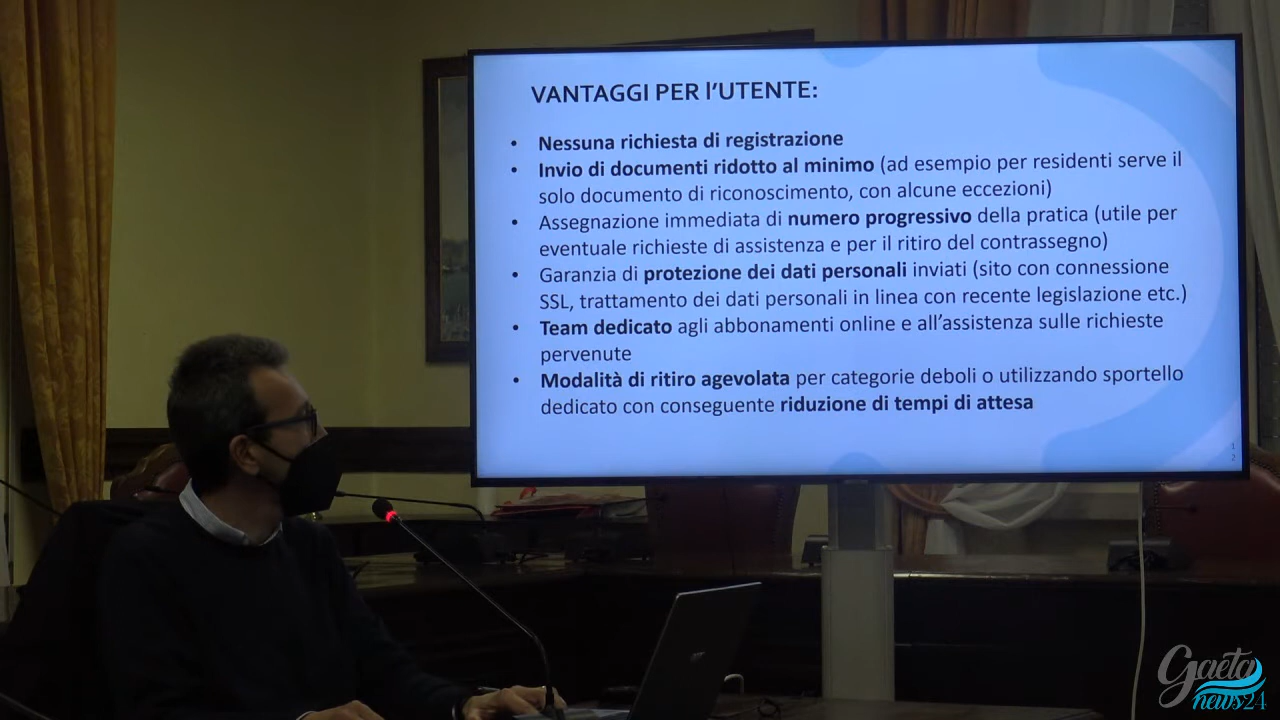 VANTAGGI PER l'UTENTE:
• Nessuna richiesta di registrazione
• Invio di documenti ridotto al minimo (ad esempio per residenti serve il
solo documento di riconoscimento, con alcune eccezioni)
• Assegnazione immediata di numero progressivo della pratica (utile per
eventuale richieste di assistenza e per il ritiro del contrassegno)
• Garanzia di protezione dei dati personali inviati (sito con connessione
SSL, trattamento dei dati personali in linea con recente legislazione etc.)
• Team dedicato agli abbonamenti online e all'assistenza sulle richieste
pervenute
• Modalità di ritiro agevolata per categorie deboli o utilizzando sportello
dedicato con conseguente riduzione di tempi di attesa
1
2
Gaeta
news24